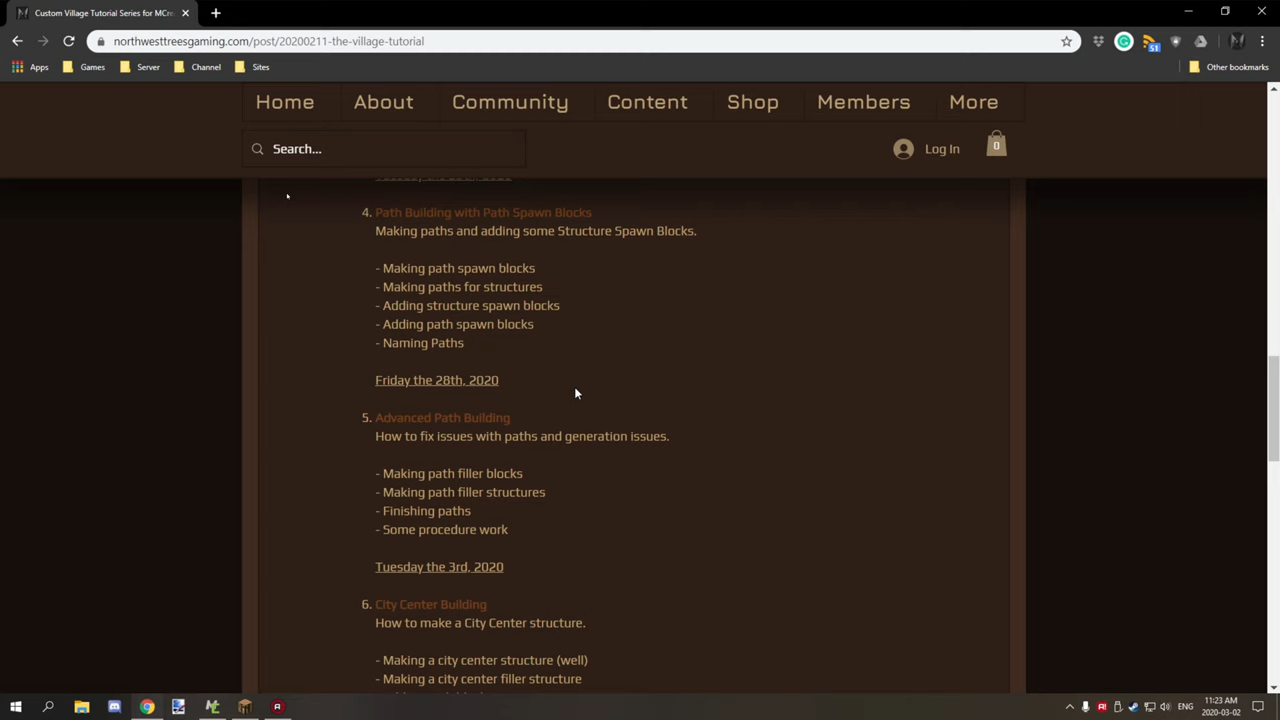 Custom Village Tutorial Series for MCre
northwesttreesgaming.com/post/20200211-the-village-tutorial
51
Apps
Games
Server
Channel
Sites
Other bookmarks
Home
About
Community
Content
Shop
Members
More
Search...
Log In
0
4. Path Building with Path Spawn Blocks
Making paths and adding some Structure Spawn Blocks.
- Making path spawn blocks
- Making paths for structures
- Adding structure spawn blocks
- Adding path spawn blocks
- Naming Paths
Friday the 28th, 2020
5. Advanced Path Building
How to fix issues with paths and generation issues.
- Making path filler blocks
- Making path filler structures
- Finishing paths
- Some procedure work
Tuesday the 3rd, 2020
6. City Center Building
How to make a City Center structure.
- Making a city center structure (well)
- Making a city center filler structure
ENG
11:23 AM
2020-03-02